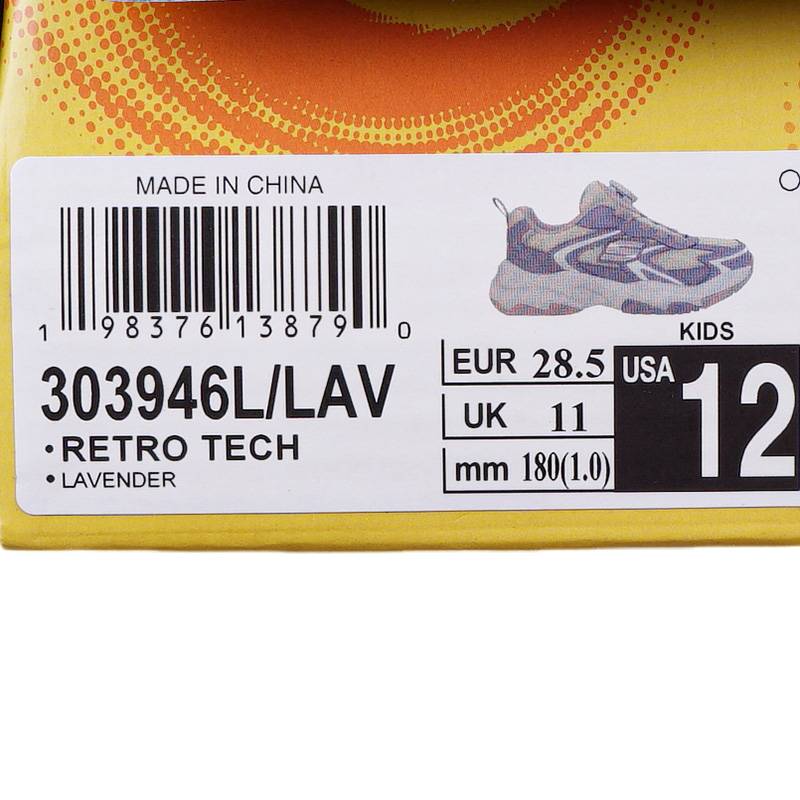 MADE IN CHINA
1 98376 13879 0
303946L/LAV
•RETRO TECH
•LAVENDER
KIDS
EUR 28.5
UK 11
mm 180(1.0)
USA 12